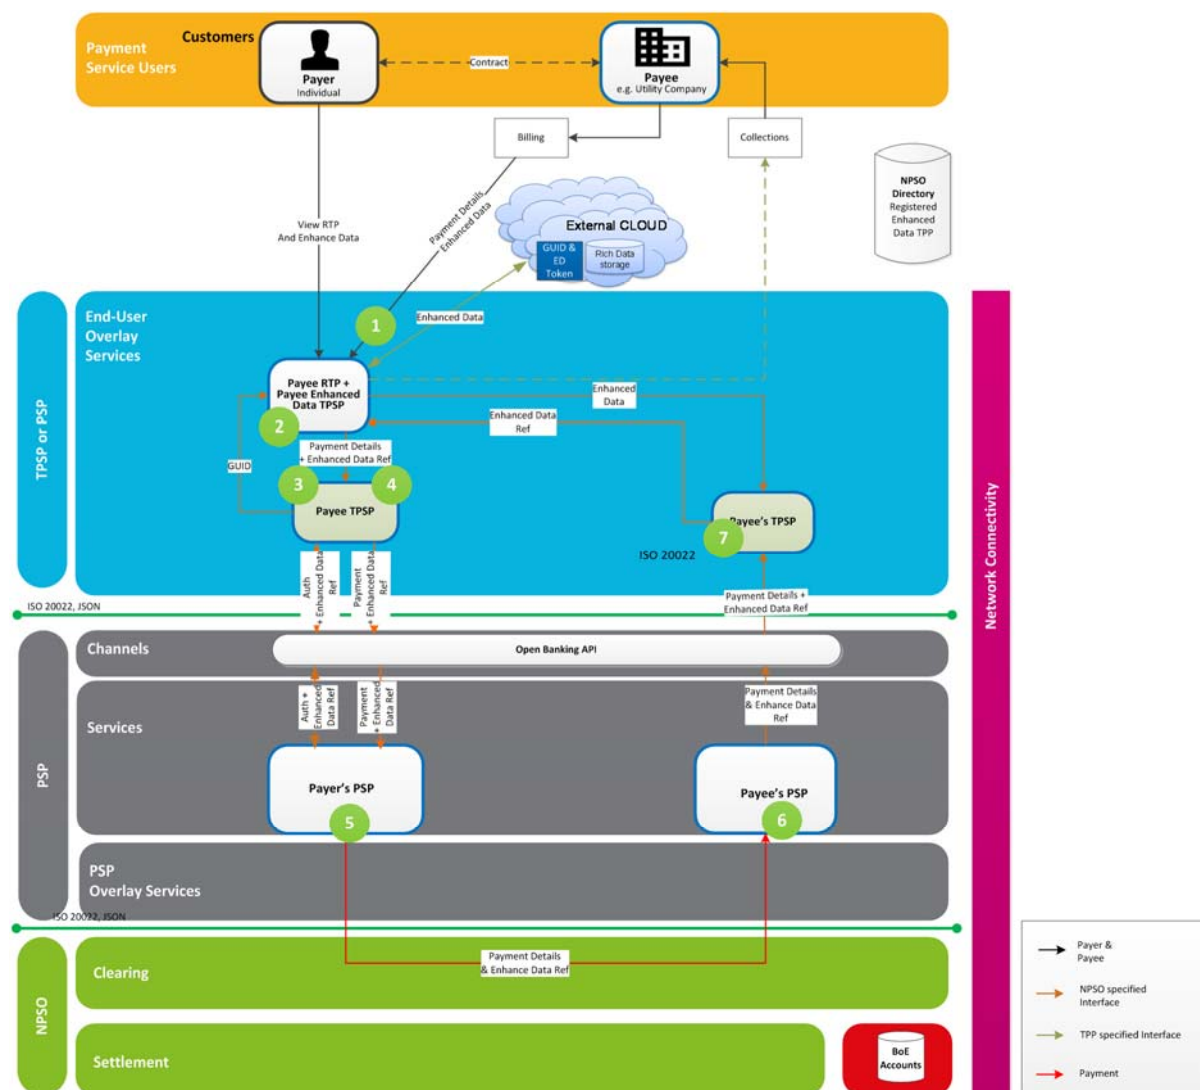 Payment
Service Users
Customers
Payer
Individual
Contract
Payee
e.g. Utility Company
Billing
Collections
NPSO
Directory
Registered
Enhanced
Data TPP
View RTP
And Enhance Data
Payment Details
Enhanced Data
External CLOUD
GUID &
ED
Token
Rich Data
storage
TPSP or PSP
End-User
Overlay
Services
1
Enhanced Data
Payee RTP +
Payee Enhanced
Data TPSP
2
Enhanced
Data
Enhanced Data
Ref
Payment Details
+ Enhanced Data Ref
GUID
3
4
Payee TPSP
Payee's TPSP
7
ISO 20022
Auth
+ Enhanced Data
Ref
Payment
+ Enhanced Data
Ref
Payment Details +
Enhanced Data Ref
Network Connectivity
ISO 20022, JSON
PSP
Channels
Open Banking API
Services
Auth +
Enhanced
Data Ref
Payment
+ Enhanced
Data Ref
Payment Details
& Enhance Data
Ref
Payer's PSP
5
Payee's PSP
6
PSP
Overlay Services
ISO 20022, JSON
NPSO
Clearing
Payment Details
& Enhance Data Ref
Settlement
BoE
Accounts
Payer &
Payee
NPSO specified
Interface
TPP specified Interface
Payment